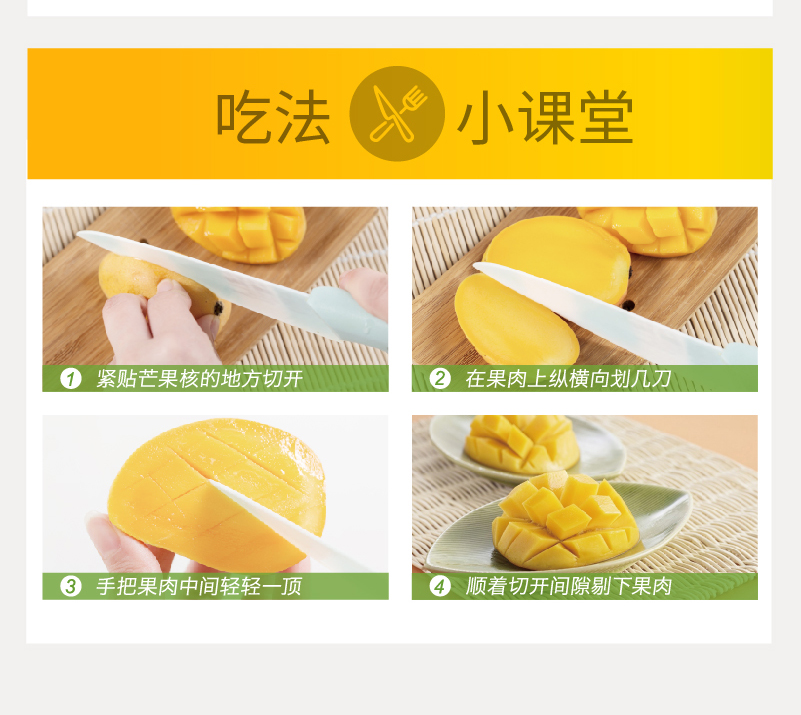 吃法 小课堂
1 紧贴芒果核的地方切开
2 在果肉上纵横向划几刀
3 手把果肉中间轻轻一顶
4 顺着切开间隙剔下果肉